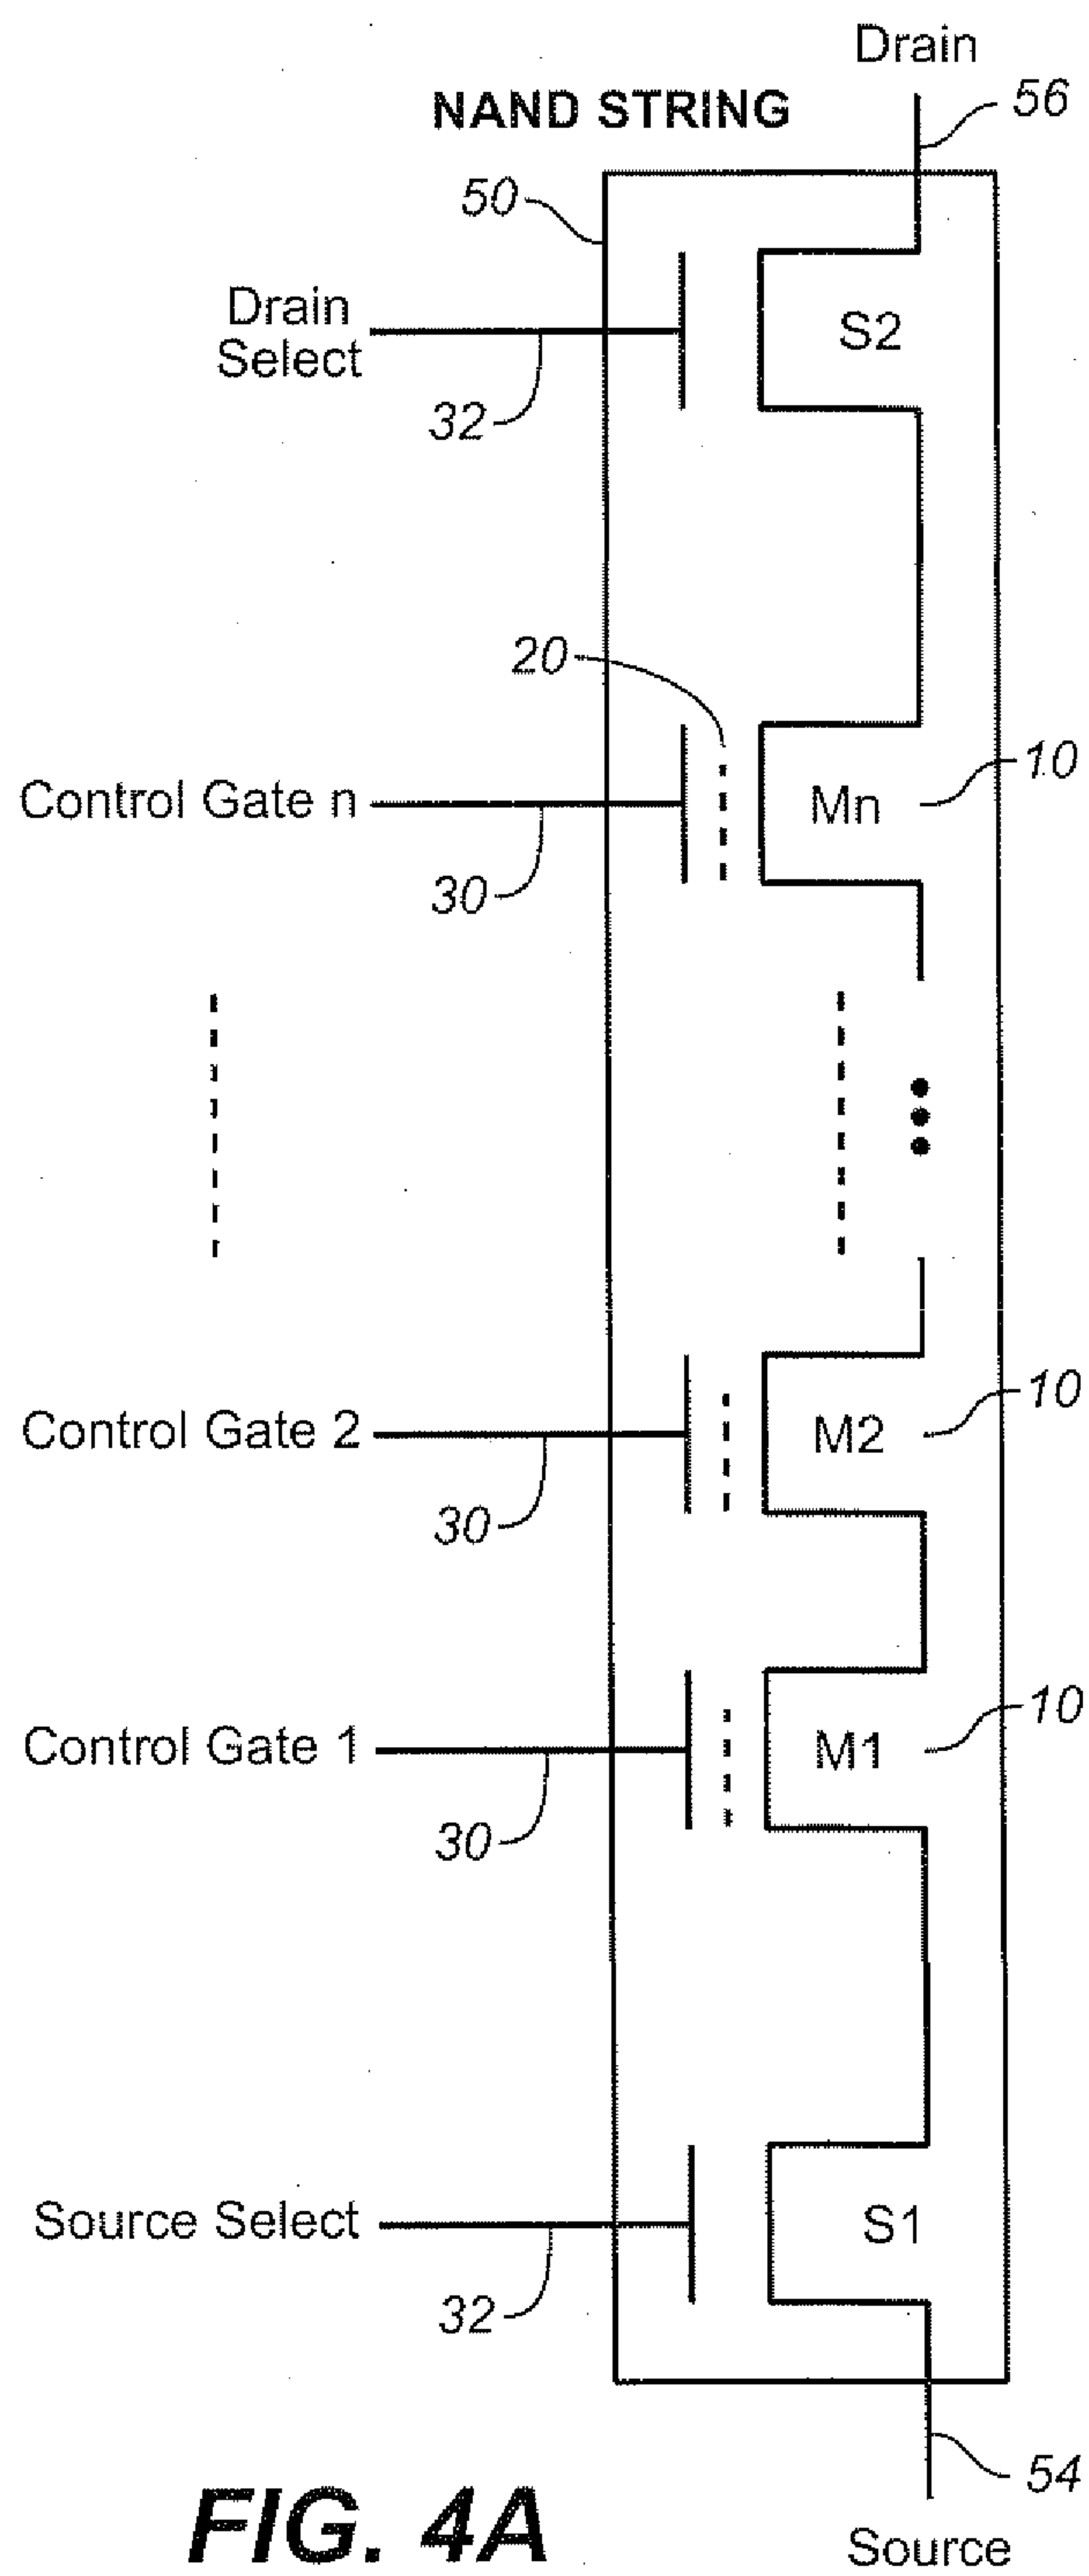 Drain
56
NAND STRING
50
Drain
Select
S2
32
20
10
Control Gate n
Mn
30
10
Control Gate 2
M2
30
10
Control Gate 1
M1
30
Source Select
S1
32
54
FIG. 4A
Source